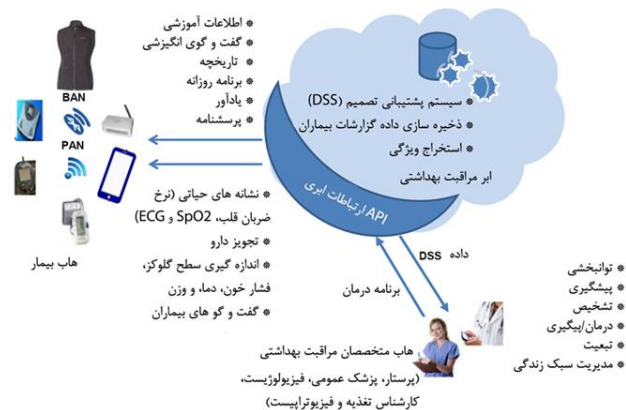 * اطلاعات آموزشی
* گفت و گوی انگیزشی
* تاریخچه
* برنامه روزانه
* یادآور
* پرسشنامه
BAN
PAN
* سیستم پشتیبانی تصمیم (DSS)
* ذخیره سازی داده گزارشات بیماران
* استخراج ویژگی
ابر مراقبت بهداشتی
API ارتباطات ابری
* نشانه های حیاتی (نرخ
ضربان قلب، SpO2 و ECG)
* تجویز دارو
* اندازه گیری سطح گلوکز،
فشار خون، دما، و وزن
* گفت و گو های بیماران
هاب بیمار
داده DSS
برنامه درمان
* توانبخشی
* پیشگیری
* تشخیص
* درمان/پیگیری
* تبعیت
* مدیریت سبک زندگی
هاب متخصصان مراقبت بهداشتی
(پرستار، پزشک عمومی، فیزیولوژیست،
کارشناس تغذیه و فیزیوتراپیست)